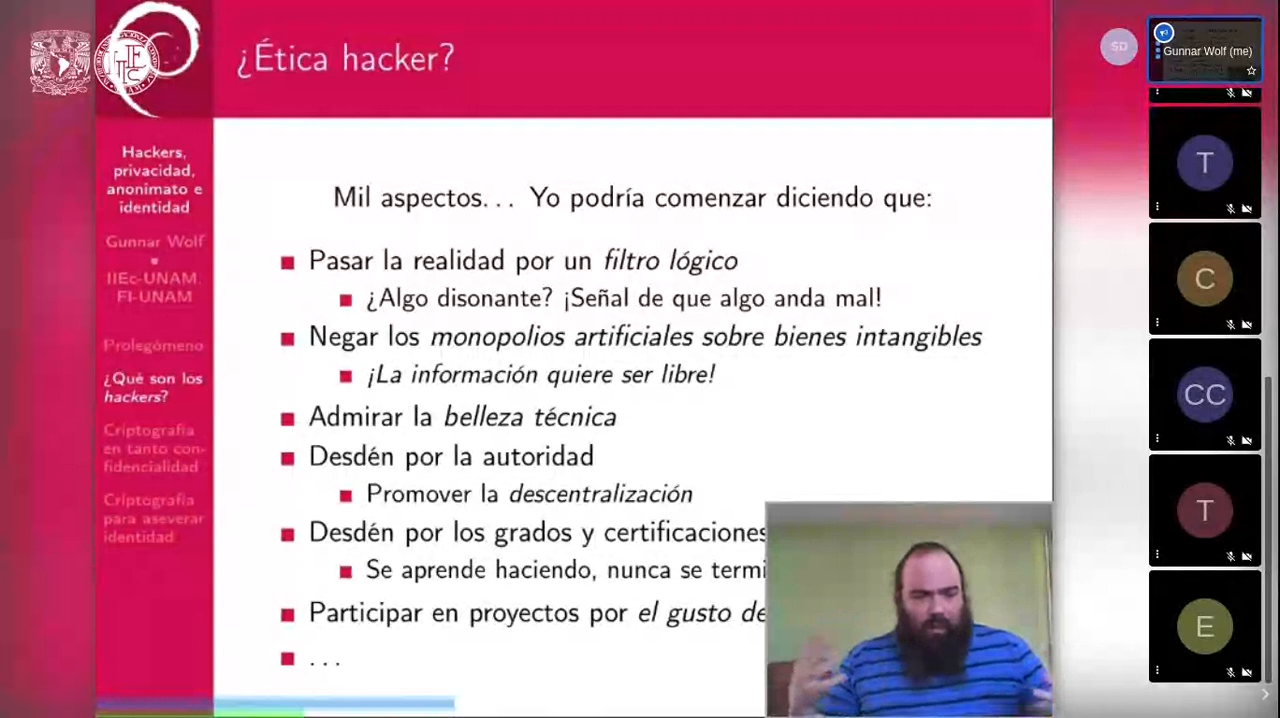 ¿Ética hacker?
Hackers,
privacidad,
anonimato e
identidad
Gunnar Wolf
IIEc-UNAM,
FI-UNAM
Prolegómeno
¿Qué son los
hackers?
Criptografía
en tanto con-
fidencialidad
Criptografía
para aseverar
identidad
Mil aspectos... Yo podría comenzar diciendo que:
Pasar la realidad por un filtro lógico
¿Algo disonante? ¡Señal de que algo anda mal!
Negar los monopolios artificiales sobre bienes intangibles
¡La información quiere ser libre!
Admirar la belleza técnica
Desdén por la autoridad
Promover la descentralización
Desdén por los grados y certificaciones
Se aprende haciendo, nunca se termi
Participar en proyectos por el gusto de
...
SD
Gunnar Wolf (me)
T
C
CC
T
E